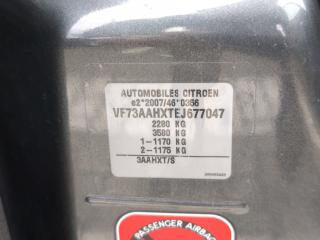 AUTOMOBILES CITROEN
e2*2007/46*0356
VF73AAHXTEJ677047
2280 KG
3580 KG
1-1170 KG
2-1175 KG
3AAHXT/S
PASSENGER AIRBAG